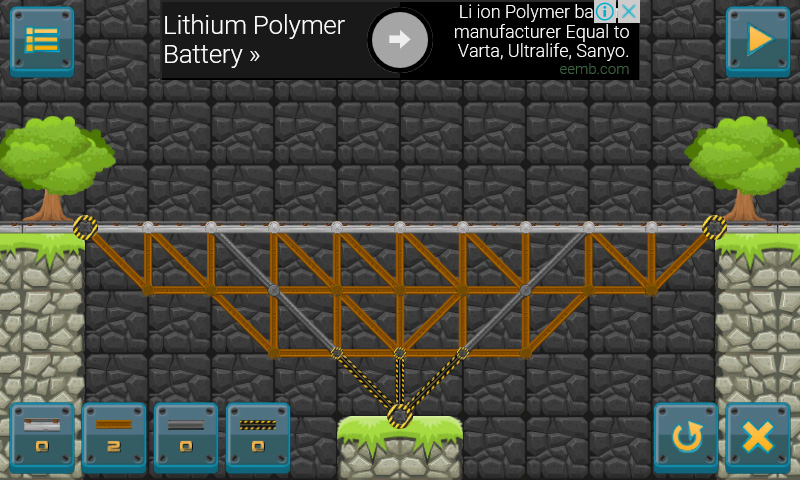 Lithium Polymer
Battery »
Li ion Polymer ba
manufacturer Equal to
Varta, Ultralife, Sanyo.
eemb.com
0
2
0
0